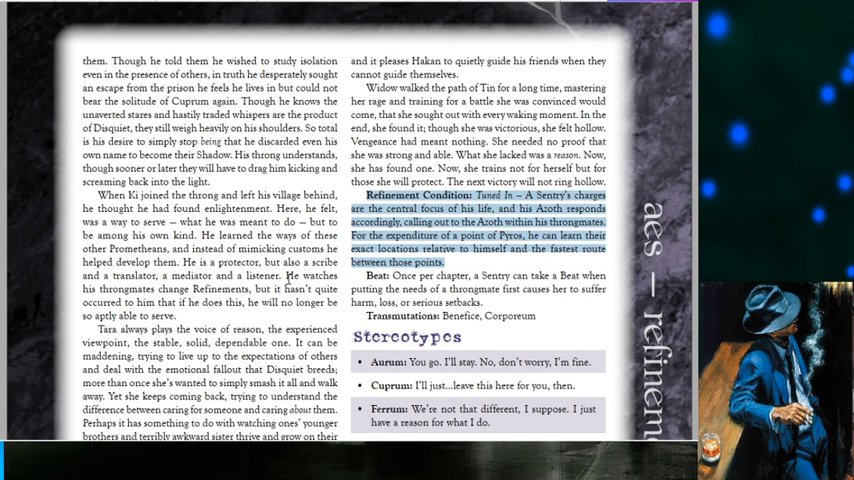 them. Though he told them he wished to study isolation
even in the presence of others, in truth he desperately sought
an escape from the prison he feels he lives in but could not
bear the solitude of Cuprum again. Though he knows the
unaverted stares and hastily traded whispers are the product
of Disquiet, they still weigh heavily on his shoulders. So total
is his desire to simply stop being that he discarded even his
own name to become their Shadow. His throng understands,
though sooner or later they will have to drag him kicking and
screaming back into the light.
When Ki joined the throng and left his village behind,
he thought he had found enlightenment. Here, he felt,
was a way to serve — what he was meant to do — but to
be among his own kind. He learned the ways of these
other Prometheans, and instead of mimicking customs he
helped develop them. He is a protector, but also a scribe
and a translator, a mediator and a listener. He watches
his throngmates change Refinements, but it hasn't quite
occurred to him that if he does this, he will no longer be
so aptly able to serve.
Tara always plays the voice of reason, the experienced
viewpoint, the stable, solid, dependable one. It can be
maddening, trying to live up to the expectations of others
and deal with the emotional fallout that Disquiet breeds;
more than once she's wanted to simply smash it all and walk
away. Yet she keeps coming back, trying to understand the
difference between caring for someone and caring about them.
Perhaps it has something to do with watching ones' younger
brothers and terribly awkward sister thrive and grow on their
and it pleases Hakan to quietly guide his friends when they
cannot guide themselves.
Widow walked the path of Tin for a long time, mastering
her rage and training for a battle she was convinced would
come, that she sought out with every waking moment. In the
end, she found it; though she was victorious, she felt hollow.
Vengeance had meant nothing. She needed no proof that
she was strong and able. What she lacked was a reason. Now,
she has found one. Now, she trains not for herself but for
those she will protect. The next victory will not ring hollow.
Refinement Condition: Tuned In – A Sentry's charges
are the central focus of his life, and his Azoth responds
accordingly, calling out to the Azoth within his throngmates.
For the expenditure of a point of Pyros, he can learn their
exact locations relative to himself and the fastest route
between those points.
Beat: Once per chapter, a Sentry can take a Beat when
putting the needs of a throngmate first causes her to suffer
harm, loss, or serious setbacks.
Transmutations: Benefice, Corporeum
Stereotypes
• Aurum: You go. I'll stay. No, don't worry, I'm fine.
• Cuprum: I'll just...leave this here for you, then.
• Ferrum: We're not that different, I suppose. I just
have a reason for what I do.
aes — refinem